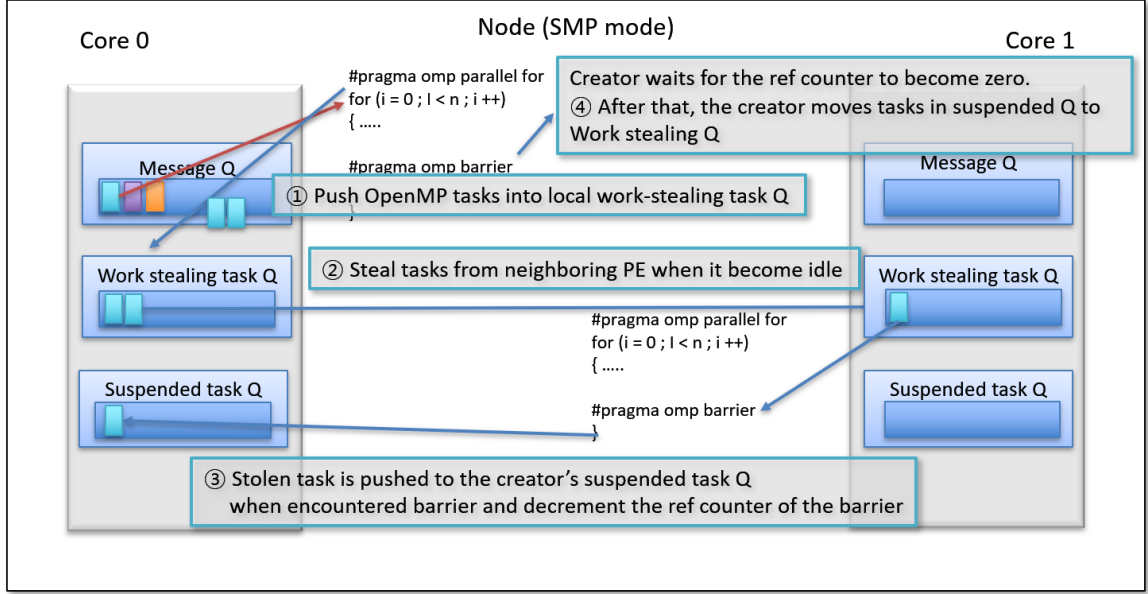 Node (SMP mode)
Core 0
Core 1
#pragma omp parallel for
for (i = 0 ; I < n ; i ++)
{ …..
#pragma omp barrier
}
Creator waits for the ref counter to become zero.
④ After that, the creator moves tasks in suspended Q to
Work stealing Q
Message Q
Message Q
① Push OpenMP tasks into local work-stealing task Q
② Steal tasks from neighboring PE when it become idle
Work stealing task Q
Work stealing task Q
#pragma omp parallel for
for (i = 0 ; I < n ; i ++)
{ …..
#pragma omp barrier
}
Suspended task Q
Suspended task Q
③ Stolen task is pushed to the creator’s suspended task Q
when encountered barrier and decrement the ref counter of the barrier